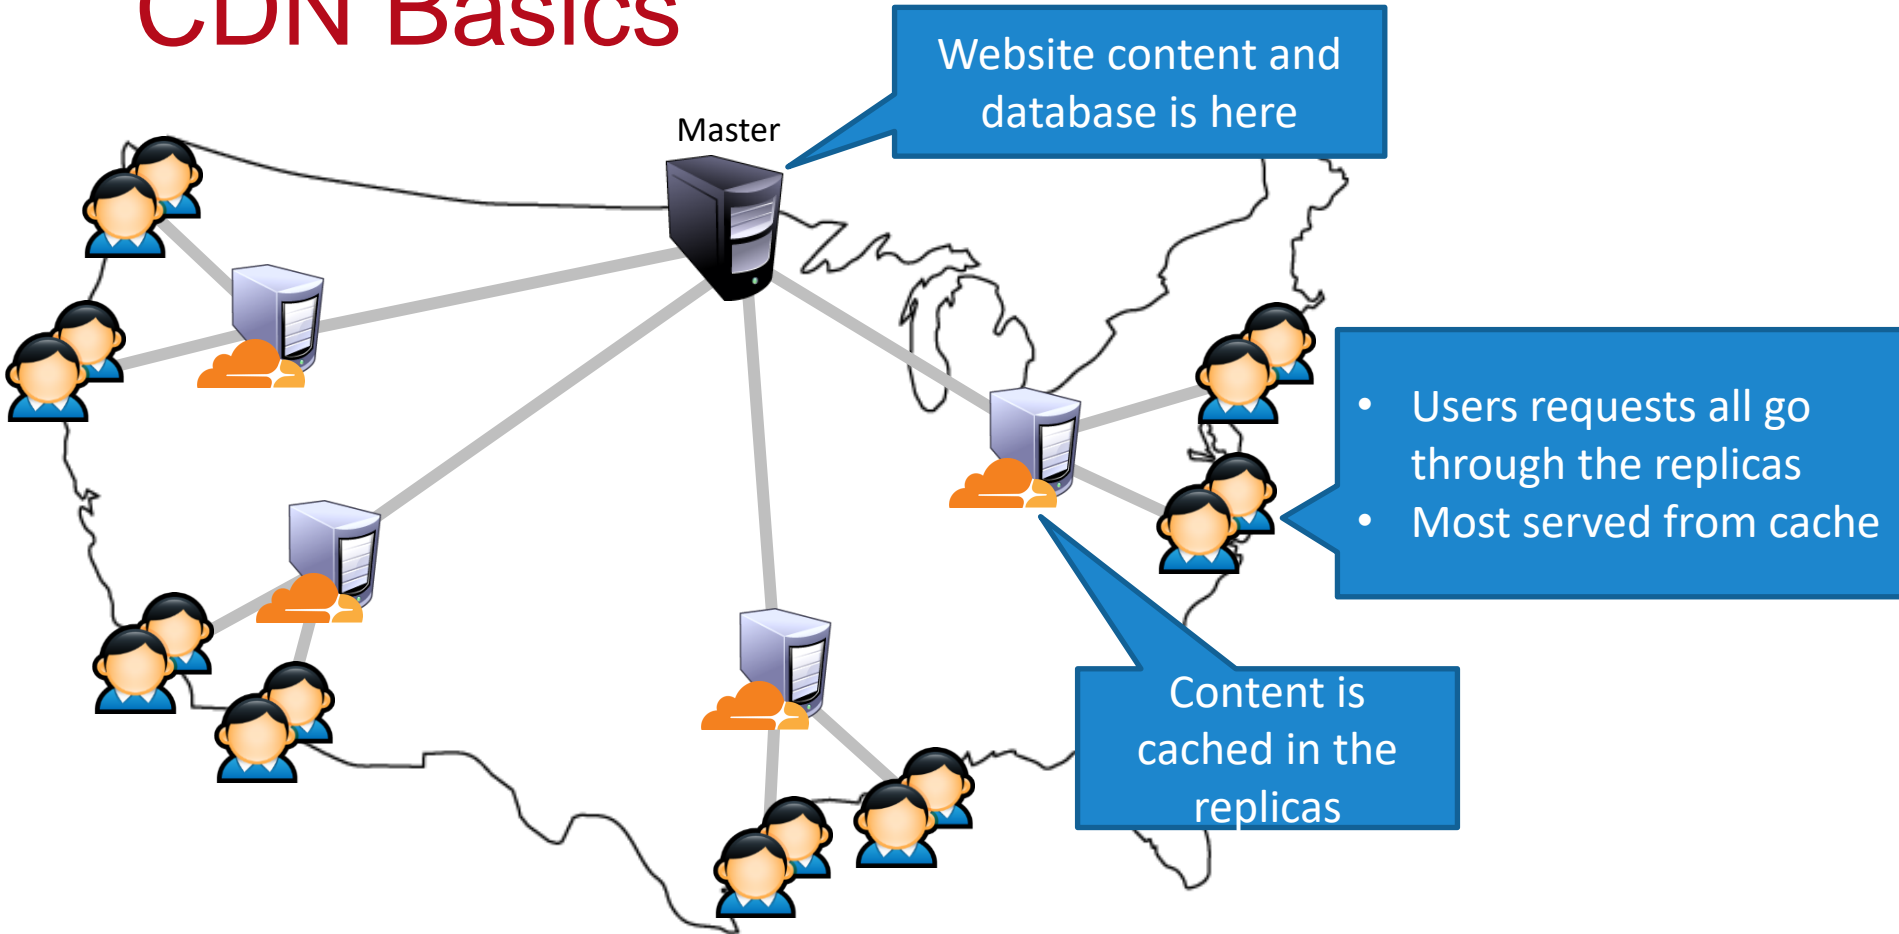 CDN Basics
Website content and
database is here
Master
• Users requests all go
through the replicas
• Most served from cache
Content is
cached in the
replicas